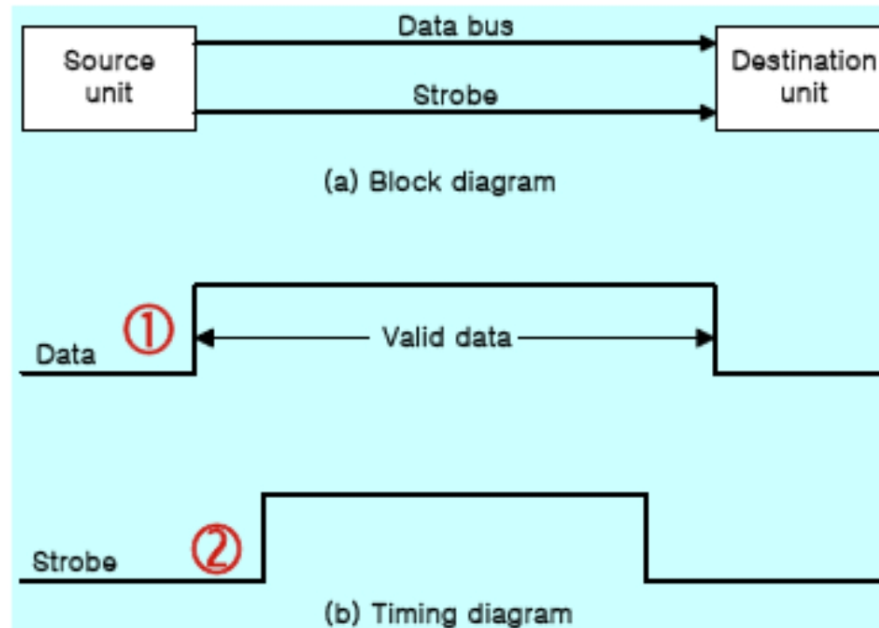 Data bus
Source
unit
Destination
unit
Strobe
(a) Block diagram
①
Valid data
Data
②
Strobe
(b) Timing diagram